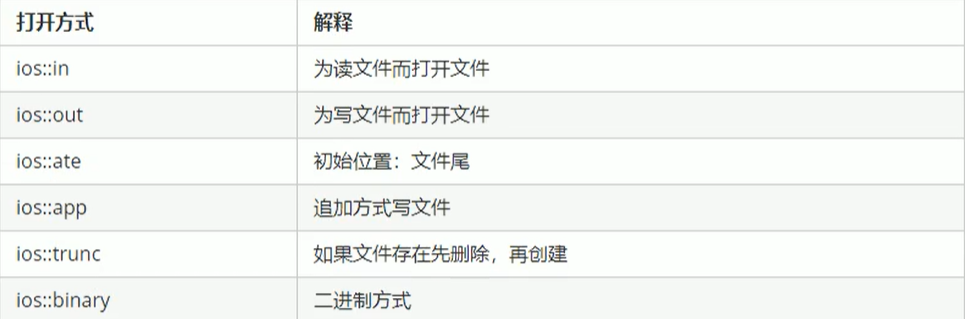 打开方式 解释
ios::in 为读文件而打开文件
ios::out 为写文件而打开文件
ios::ate 初始位置：文件尾
ios::app 追加方式写文件
ios::trunc 如果文件存在先删除，再创建
ios::binary 二进制方式